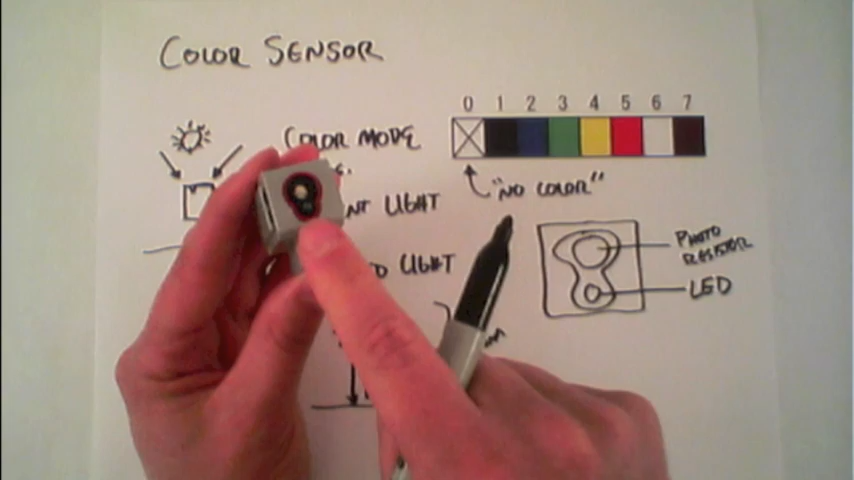 COLOR SENSOR
0 1 2 3 4 5 6 7
COLOR MODE
"NO COLOR"
LIGHT
LIGHT
PHOTO
RESISTOR
LED